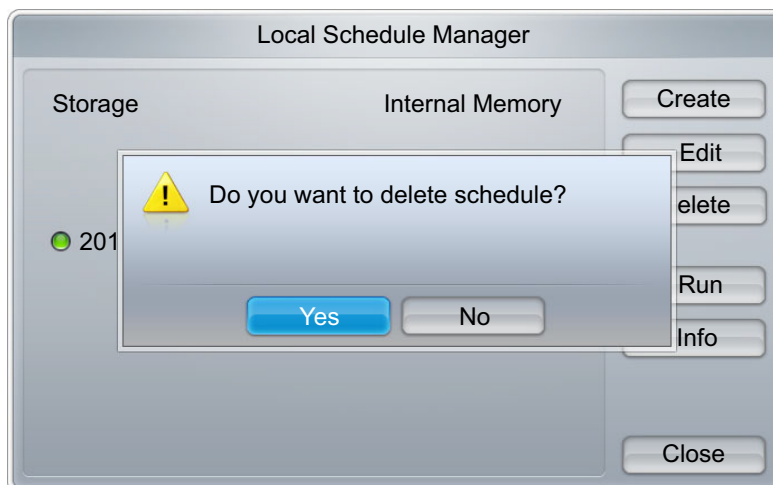 Local Schedule Manager
Storage Internal Memory Create
Edit
Do you want to delete schedule? elete
201
Run
Yes No
Info
Close